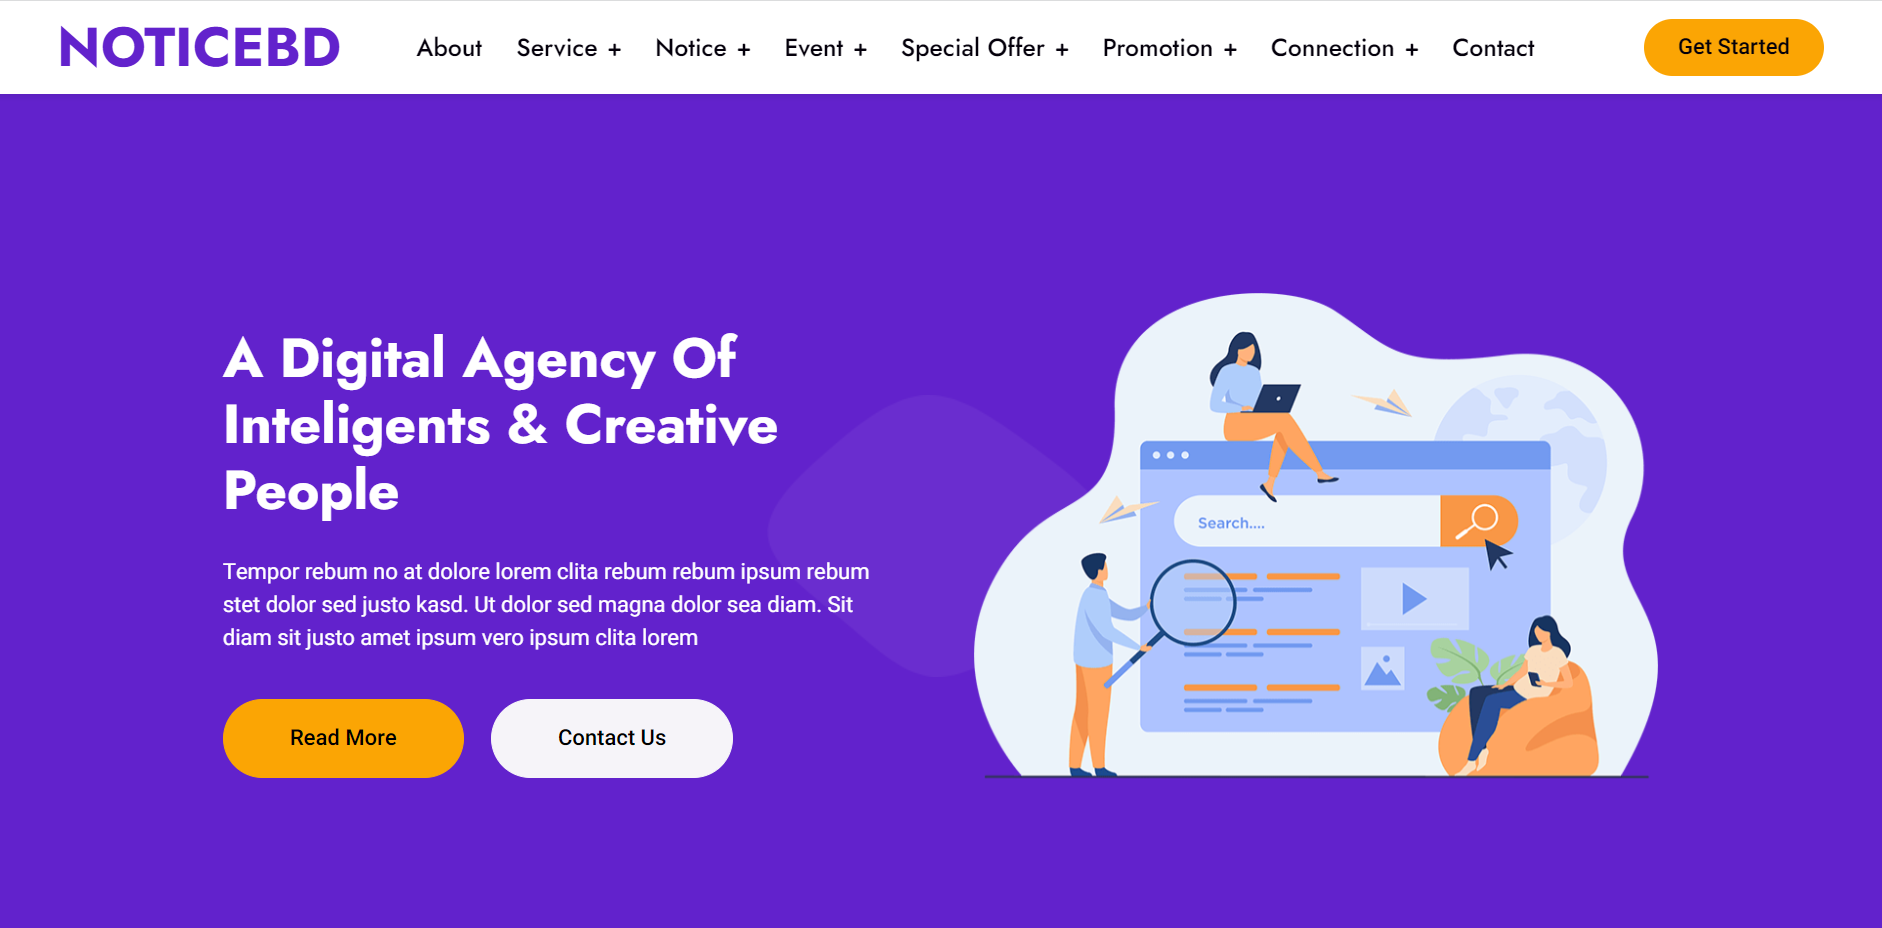 NOTICEBD
About Service + Notice + Event + Special Offer + Promotion + Connection + Contact Get Started
A Digital Agency Of
Inteligents & Creative
People
Tempor rebum no at dolore lorem clita rebum rebum ipsum rebum
stet dolor sed justo kasd. Ut dolor sed magna dolor sea diam. Sit
diam sit justo amet ipsum vero ipsum clita lorem
Read More Contact Us
Search....